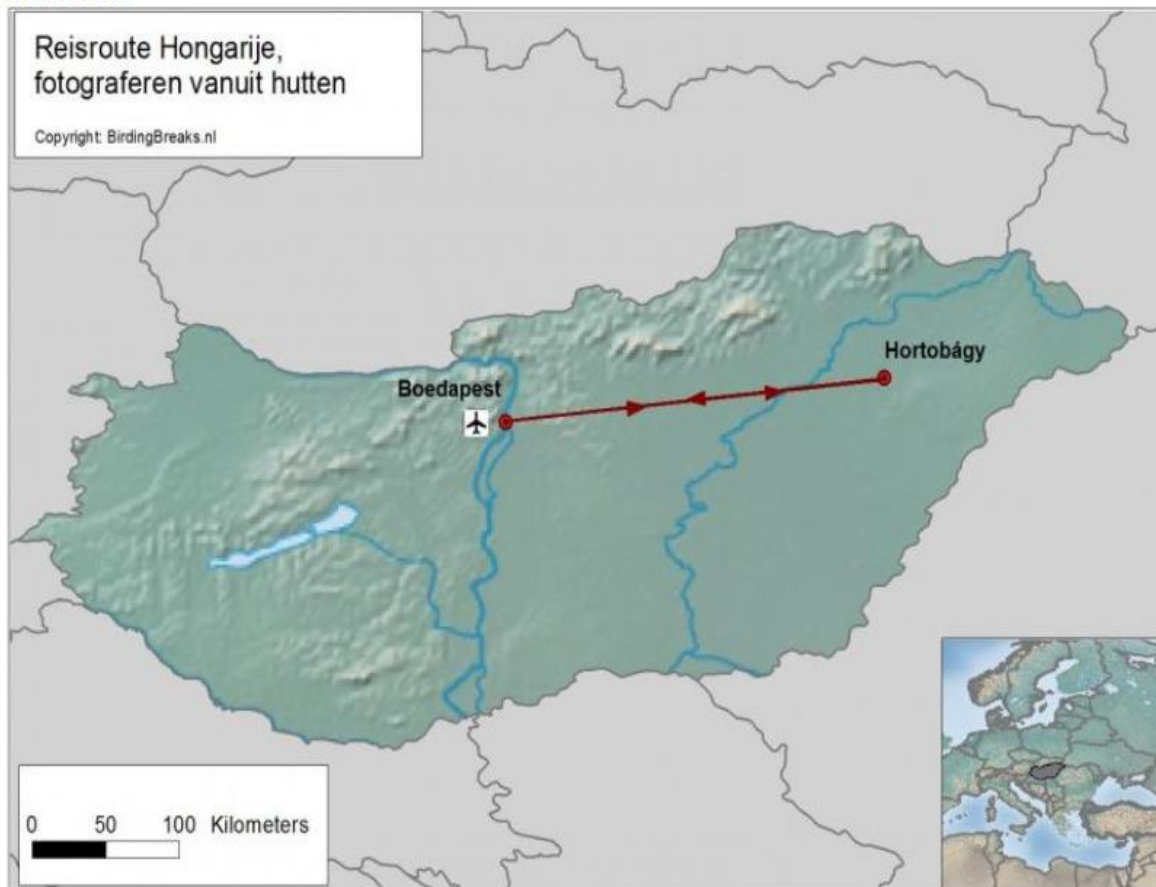 Reisroute Hongarije,
fotograferen vanuit hutten
Copyright: BirdingBreaks.nl
Hortobágy
Boedapest
0 50 100 Kilometers